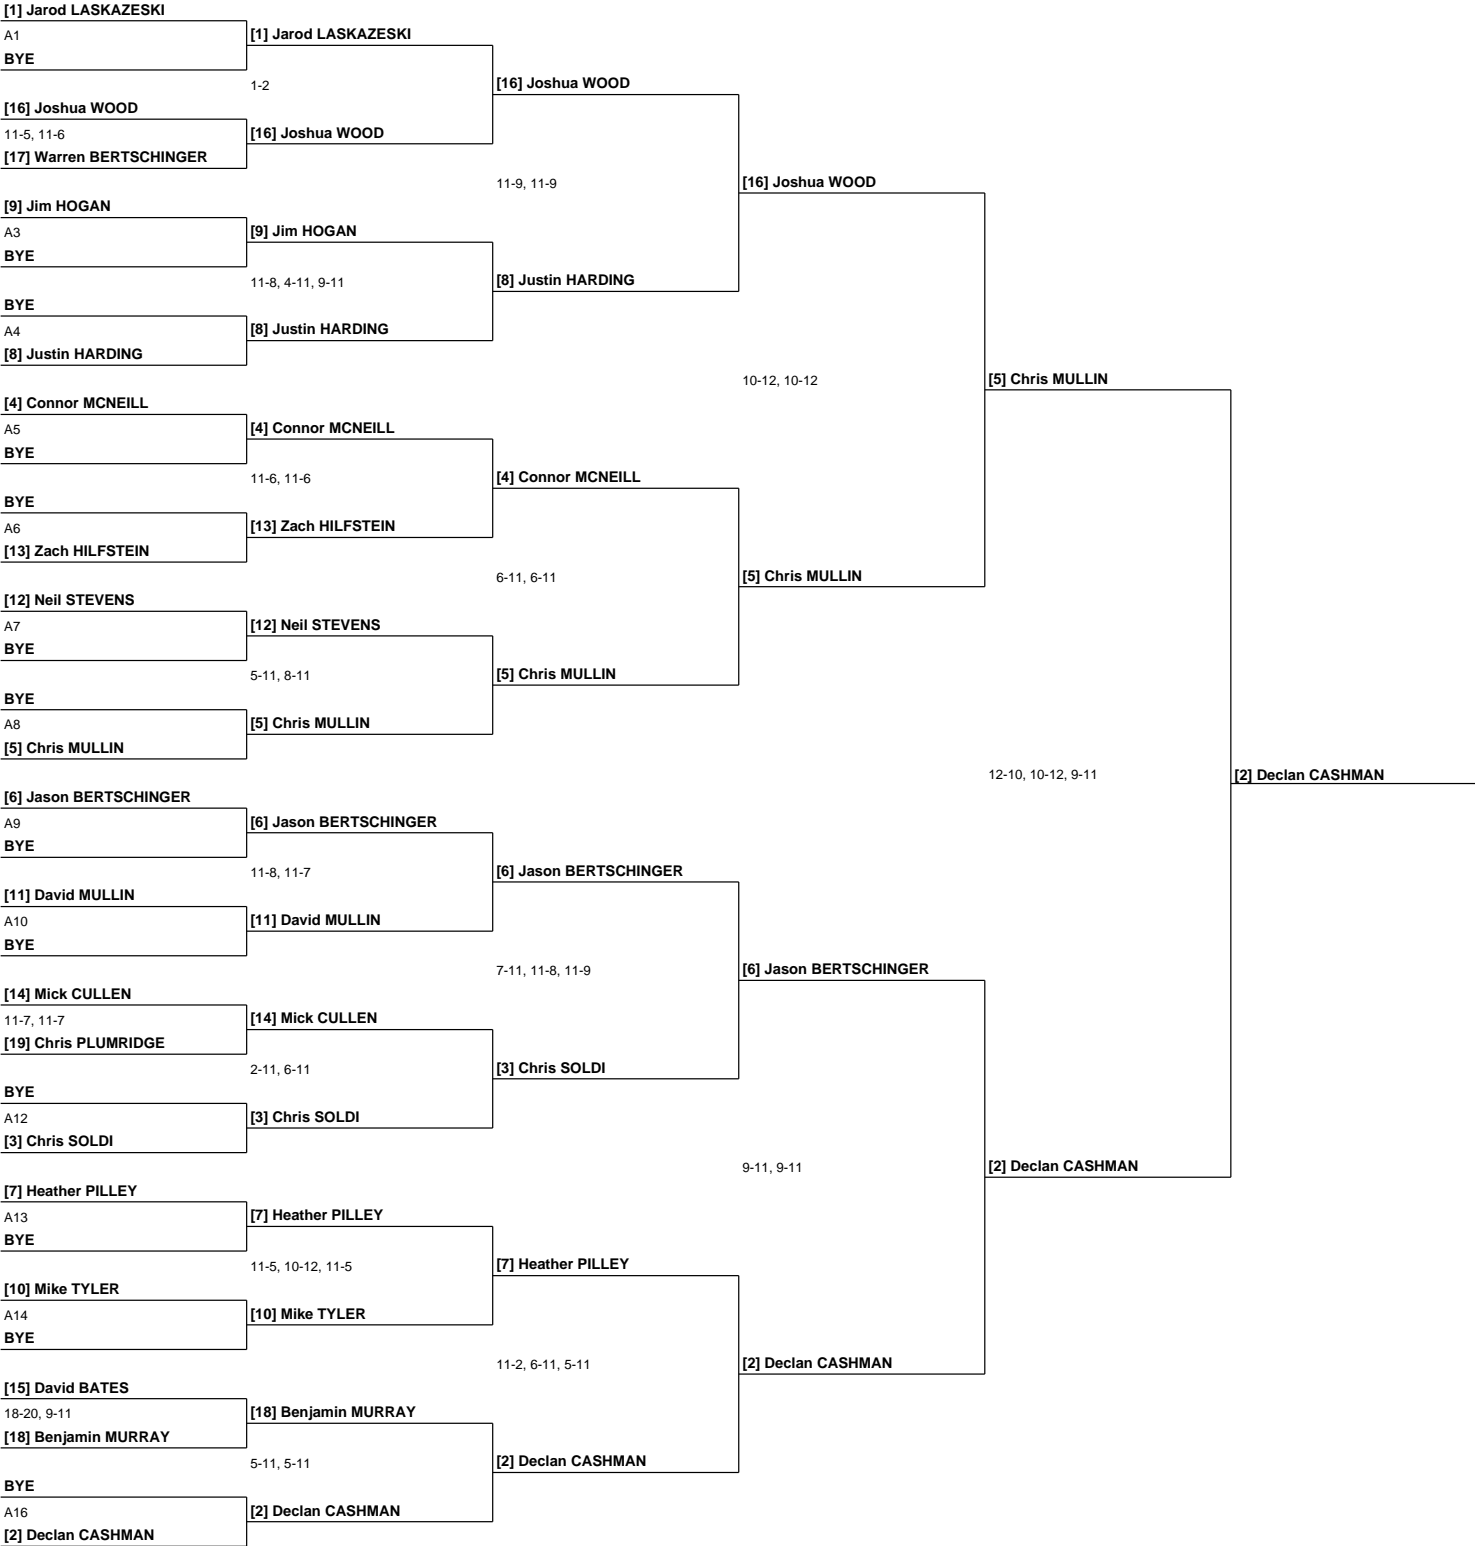 [1] Jarod LASKAZESKI
A1
[1] Jarod LASKAZESKI
BYE
1-2
[16] Joshua WOOD
[16] Joshua WOOD
11-5, 11-6
[16] Joshua WOOD
[17] Warren BERTSCHINGER
11-9, 11-9
[16] Joshua WOOD
[9] Jim HOGAN
A3
[9] Jim HOGAN
BYE
11-8, 4-11, 9-11
[8] Justin HARDING
BYE
A4
[8] Justin HARDING
[8] Justin HARDING
10-12, 10-12
[5] Chris MULLIN
[4] Connor MCNEILL
A5
[4] Connor MCNEILL
BYE
11-6, 11-6
[4] Connor MCNEILL
BYE
A6
[13] Zach HILFSTEIN
[13] Zach HILFSTEIN
6-11, 6-11
[5] Chris MULLIN
[12] Neil STEVENS
A7
[12] Neil STEVENS
BYE
5-11, 8-11
[5] Chris MULLIN
BYE
A8
[5] Chris MULLIN
[5] Chris MULLIN
12-10, 10-12, 9-11
[2] Declan CASHMAN
[6] Jason BERTSCHINGER
A9
[6] Jason BERTSCHINGER
BYE
11-8, 11-7
[6] Jason BERTSCHINGER
[11] David MULLIN
A10
[11] David MULLIN
BYE
7-11, 11-8, 11-9
[6] Jason BERTSCHINGER
[14] Mick CULLEN
11-7, 11-7
[14] Mick CULLEN
[19] Chris PLUMRIDGE
2-11, 6-11
[3] Chris SOLDI
BYE
A12
[3] Chris SOLDI
[3] Chris SOLDI
9-11, 9-11
[2] Declan CASHMAN
[7] Heather PILLEY
A13
[7] Heather PILLEY
BYE
11-5, 10-12, 11-5
[7] Heather PILLEY
[10] Mike TYLER
A14
[10] Mike TYLER
BYE
11-2, 6-11, 5-11
[2] Declan CASHMAN
[15] David BATES
18-20, 9-11
[18] Benjamin MURRAY
[18] Benjamin MURRAY
5-11, 5-11
[2] Declan CASHMAN
BYE
A16
[2] Declan CASHMAN
[2] Declan CASHMAN